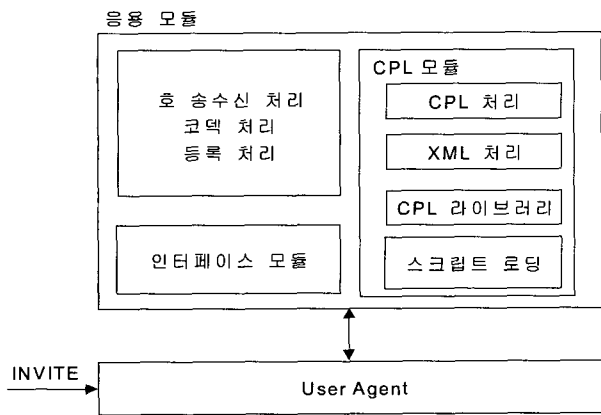 응용 모듈
호 송수신 처리
코덱 처리
등록 처리
인터페이스 모듈
CPL 모듈
CPL 처리
XML 처리
CPL 라이브러리
스크립트 로딩
INVITE
User Agent